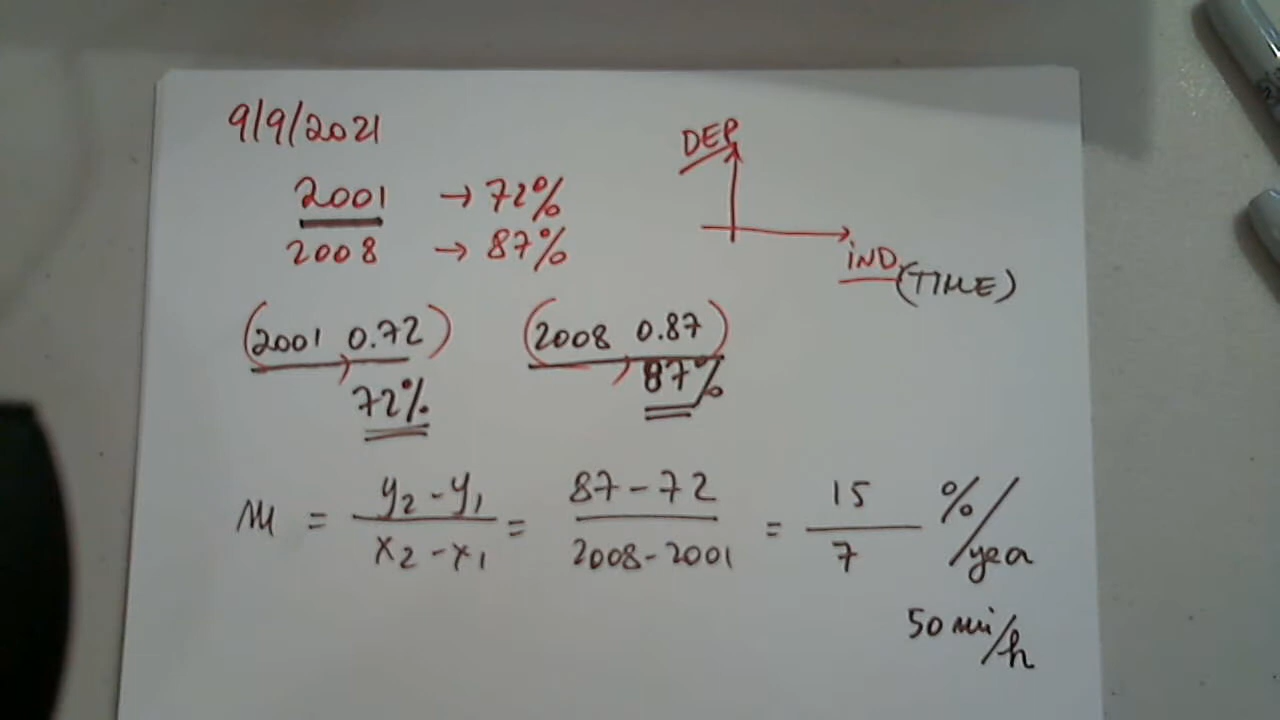 9/9/2021
DEP
2001 → 72%
2008 → 87%
IND (TIME)
(2001 0.72) (2008 0.87)
72% 87%
m = y₂-y₁ / x₂-x₁ = 87-72 / 2008-2001 = 15 / 7 %/yea
50 mi/h